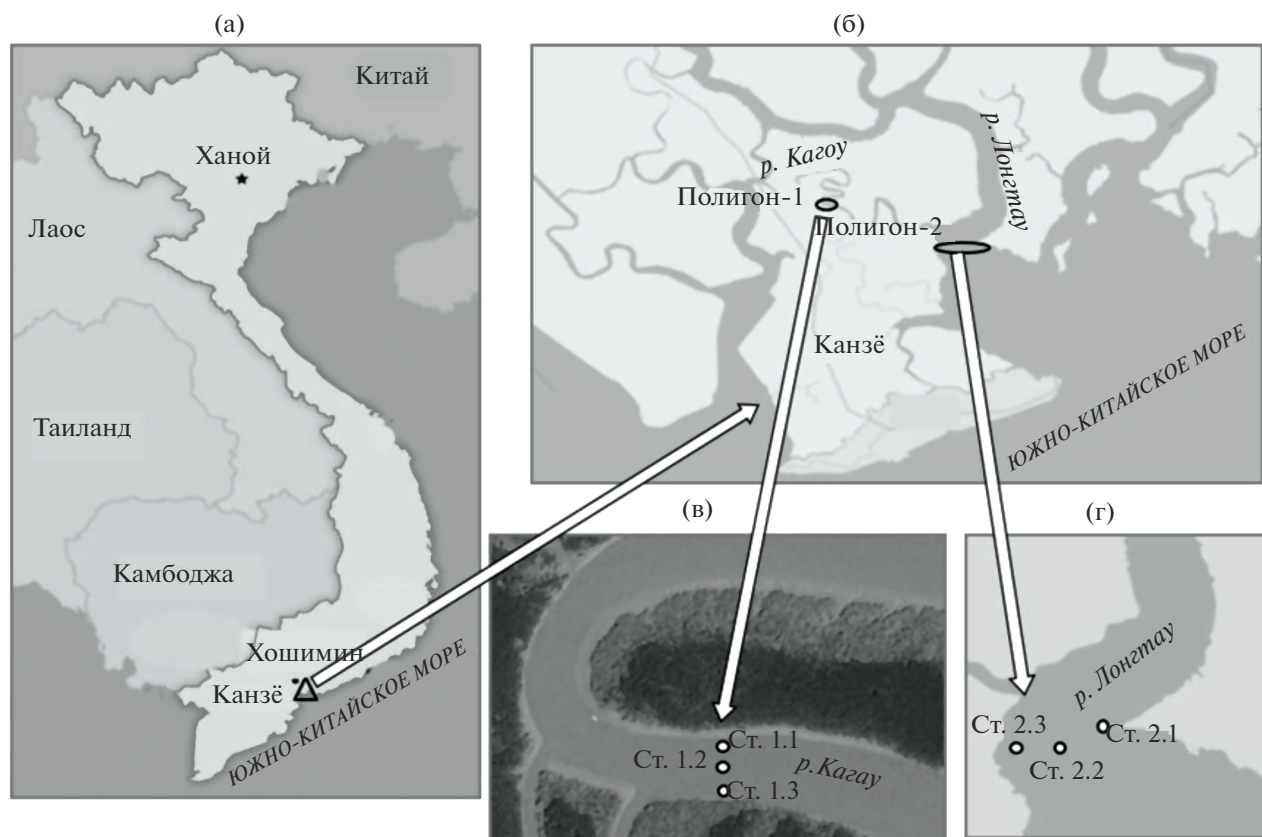 (а)
Китай
Ханой
Лаос
Таиланд
Камбоджа
Хошимин
Канзё
ЮЖНО-КИТАЙСКОЕ МОРЕ
(б)
р. Кагоу
р. Лонгтау
Полигон-1
Полигон-2
Канзё
ЮЖНО-КИТАЙСКОЕ МОРЕ
(в)
Ст. 1.1
Ст. 1.2
Ст. 1.3
р.Кагау
(г)
р. Лонгтау
Ст. 2.3
Ст. 2.1
Ст. 2.2